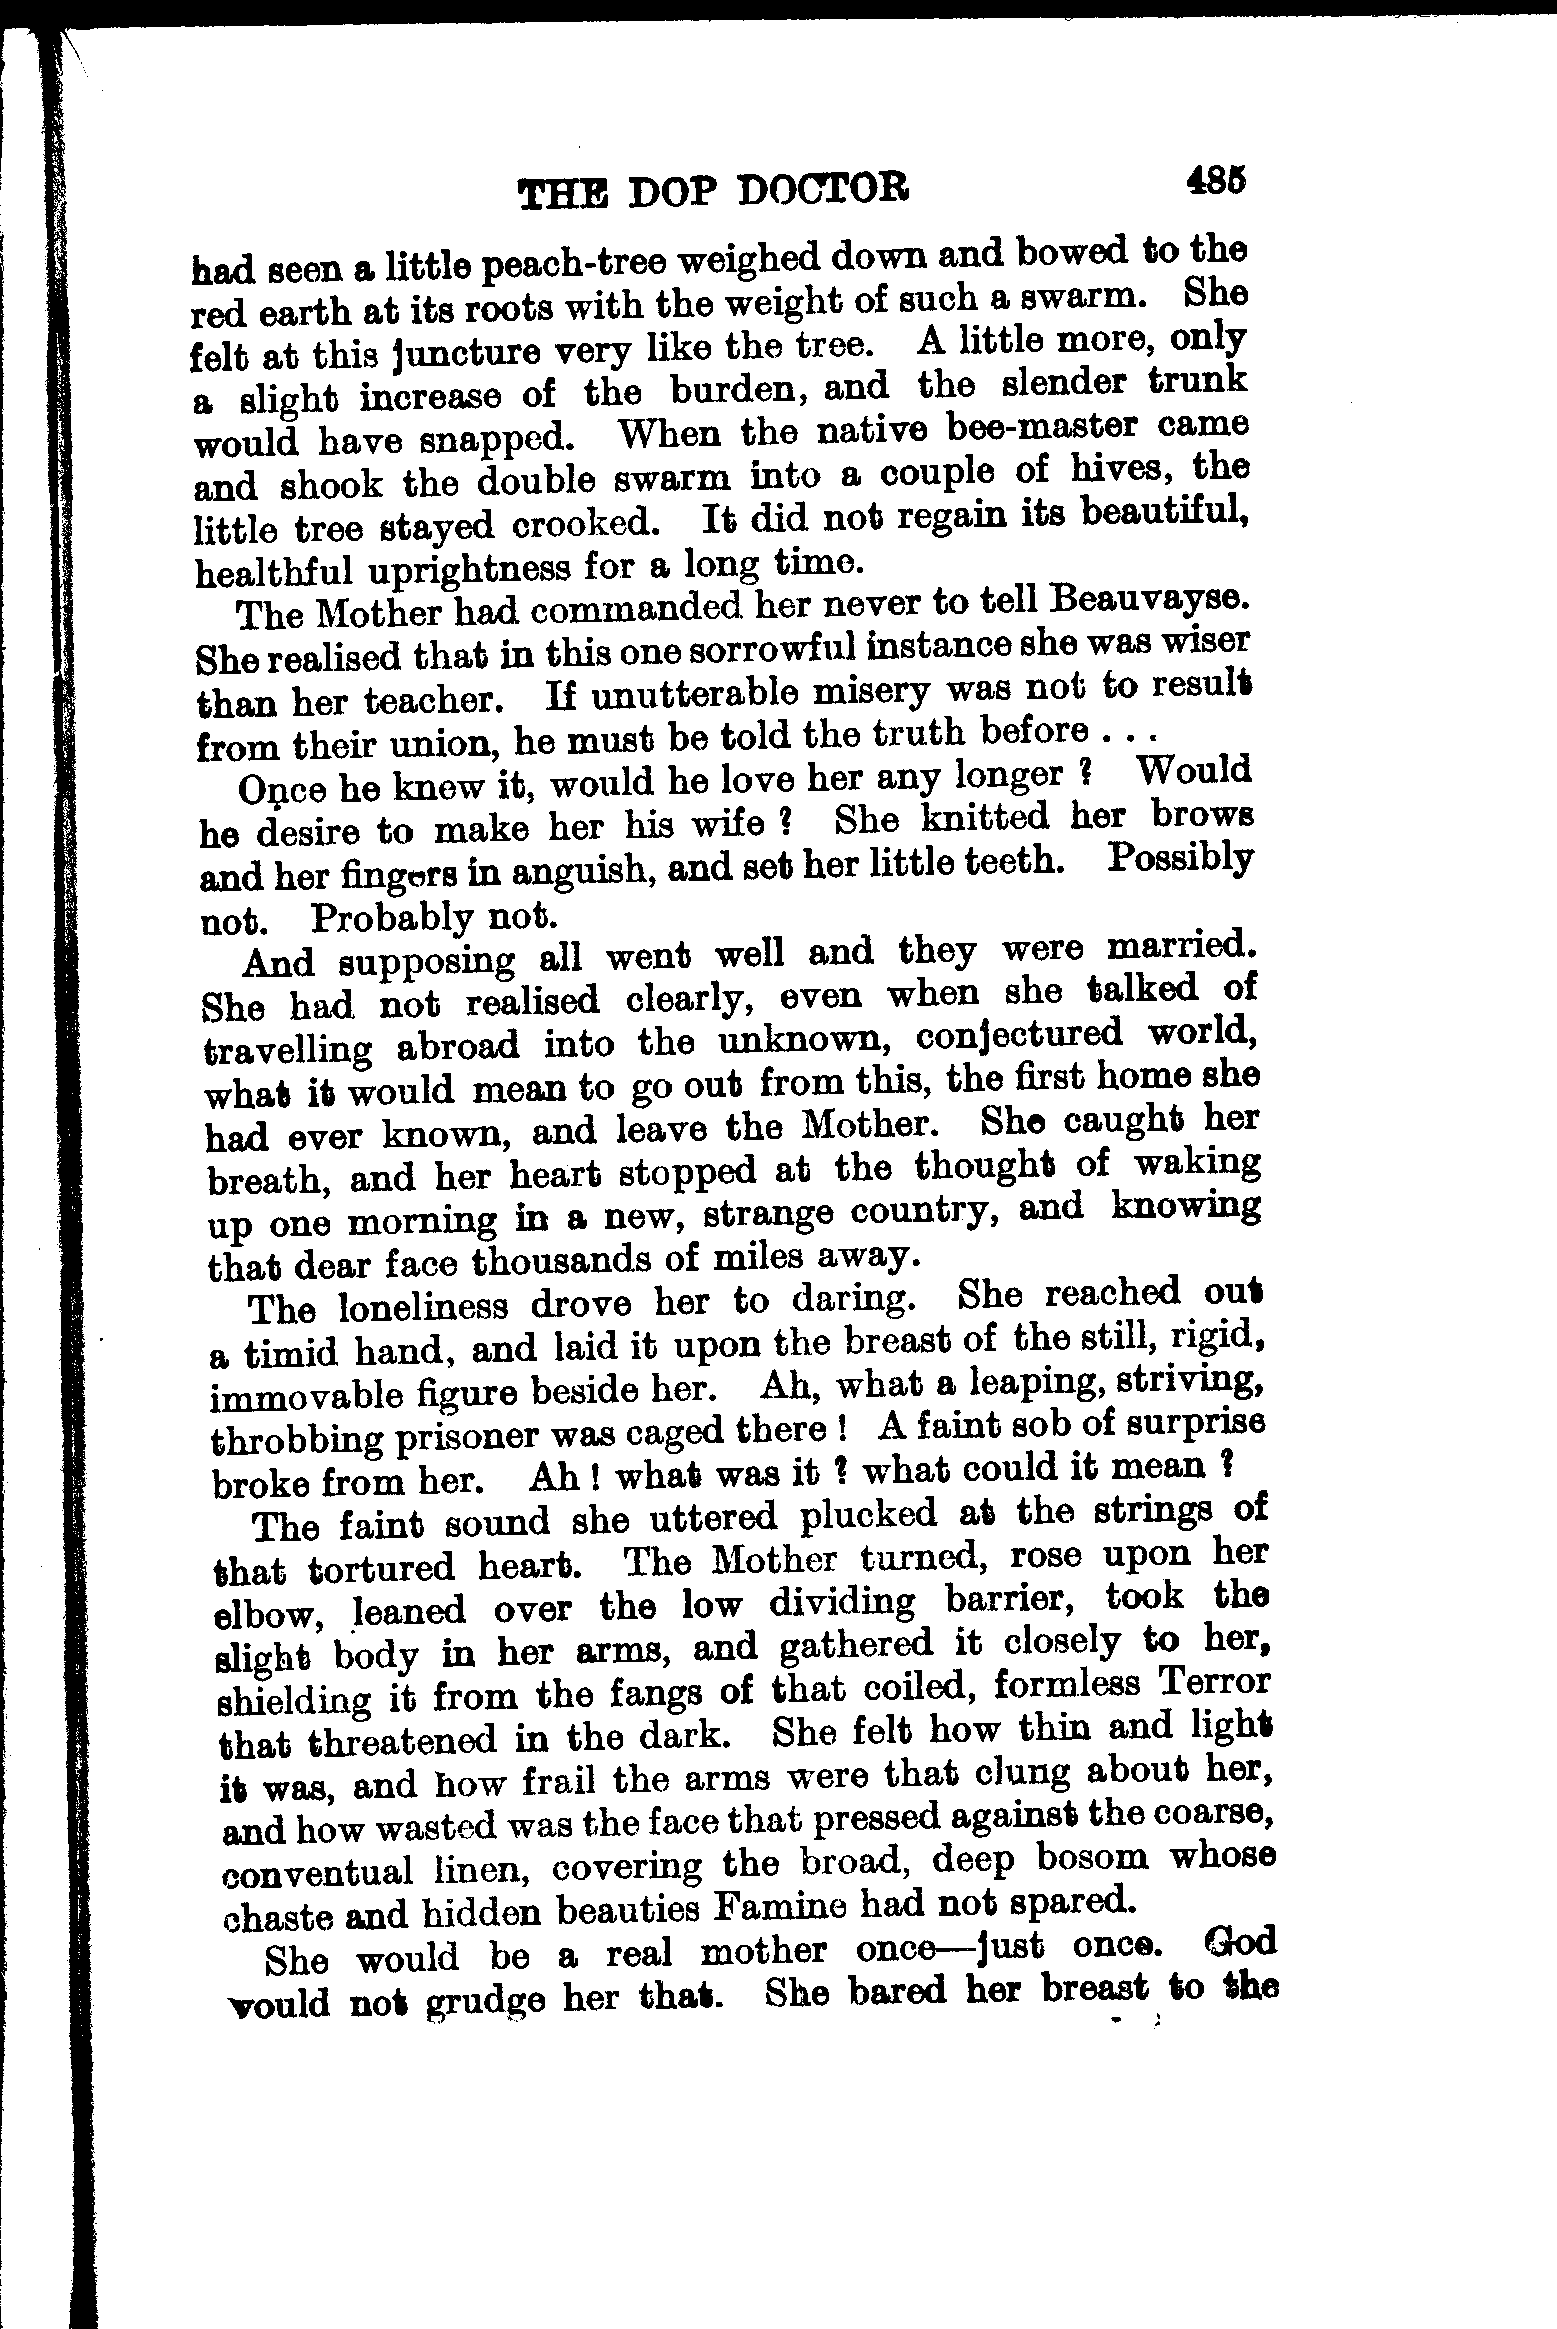 THE DOP DOCTOR 485
had seen a little peach-tree weighed down and bowed to the
red earth at its roots with the weight of such a swarm. She
felt at this juncture very like the tree. A little more, only
a slight increase of the burden, and the slender trunk
would have snapped. When the native bee-master came
and shook the double swarm into a couple of hives, the
little tree stayed crooked. It did not regain its beautiful,
healthful uprightness for a long time.
The Mother had commanded her never to tell Beauvayse.
She realised that in this one sorrowful instance she was wiser
than her teacher. If unutterable misery was not to result
from their union, he must be told the truth before . . .
Once he knew it, would he love her any longer ? Would
he desire to make her his wife ? She knitted her brows
and her fingers in anguish, and set her little teeth. Possibly
not. Probably not.
And supposing all went well and they were married.
She had not realised clearly, even when she talked of
travelling abroad into the unknown, conjectured world,
what it would mean to go out from this, the first home she
had ever known, and leave the Mother. She caught her
breath, and her heart stopped at the thought of waking
up one morning in a new, strange country, and knowing
that dear face thousands of miles away.
The loneliness drove her to daring. She reached out
a timid hand, and laid it upon the breast of the still, rigid,
immovable figure beside her. Ah, what a leaping, striving,
throbbing prisoner was caged there ! A faint sob of surprise
broke from her. Ah ! what was it ? what could it mean ?
The faint sound she uttered plucked at the strings of
that tortured heart. The Mother turned, rose upon her
elbow, leaned over the low dividing barrier, took the
slight body in her arms, and gathered it closely to her,
shielding it from the fangs of that coiled, formless Terror
that threatened in the dark. She felt how thin and light
it was, and how frail the arms were that clung about her,
and how wasted was the face that pressed against the coarse,
conventual linen, covering the broad, deep bosom whose
chaste and hidden beauties Famine had not spared.
She would be a real mother once—just once. God
would not grudge her that. She bared her breast to the